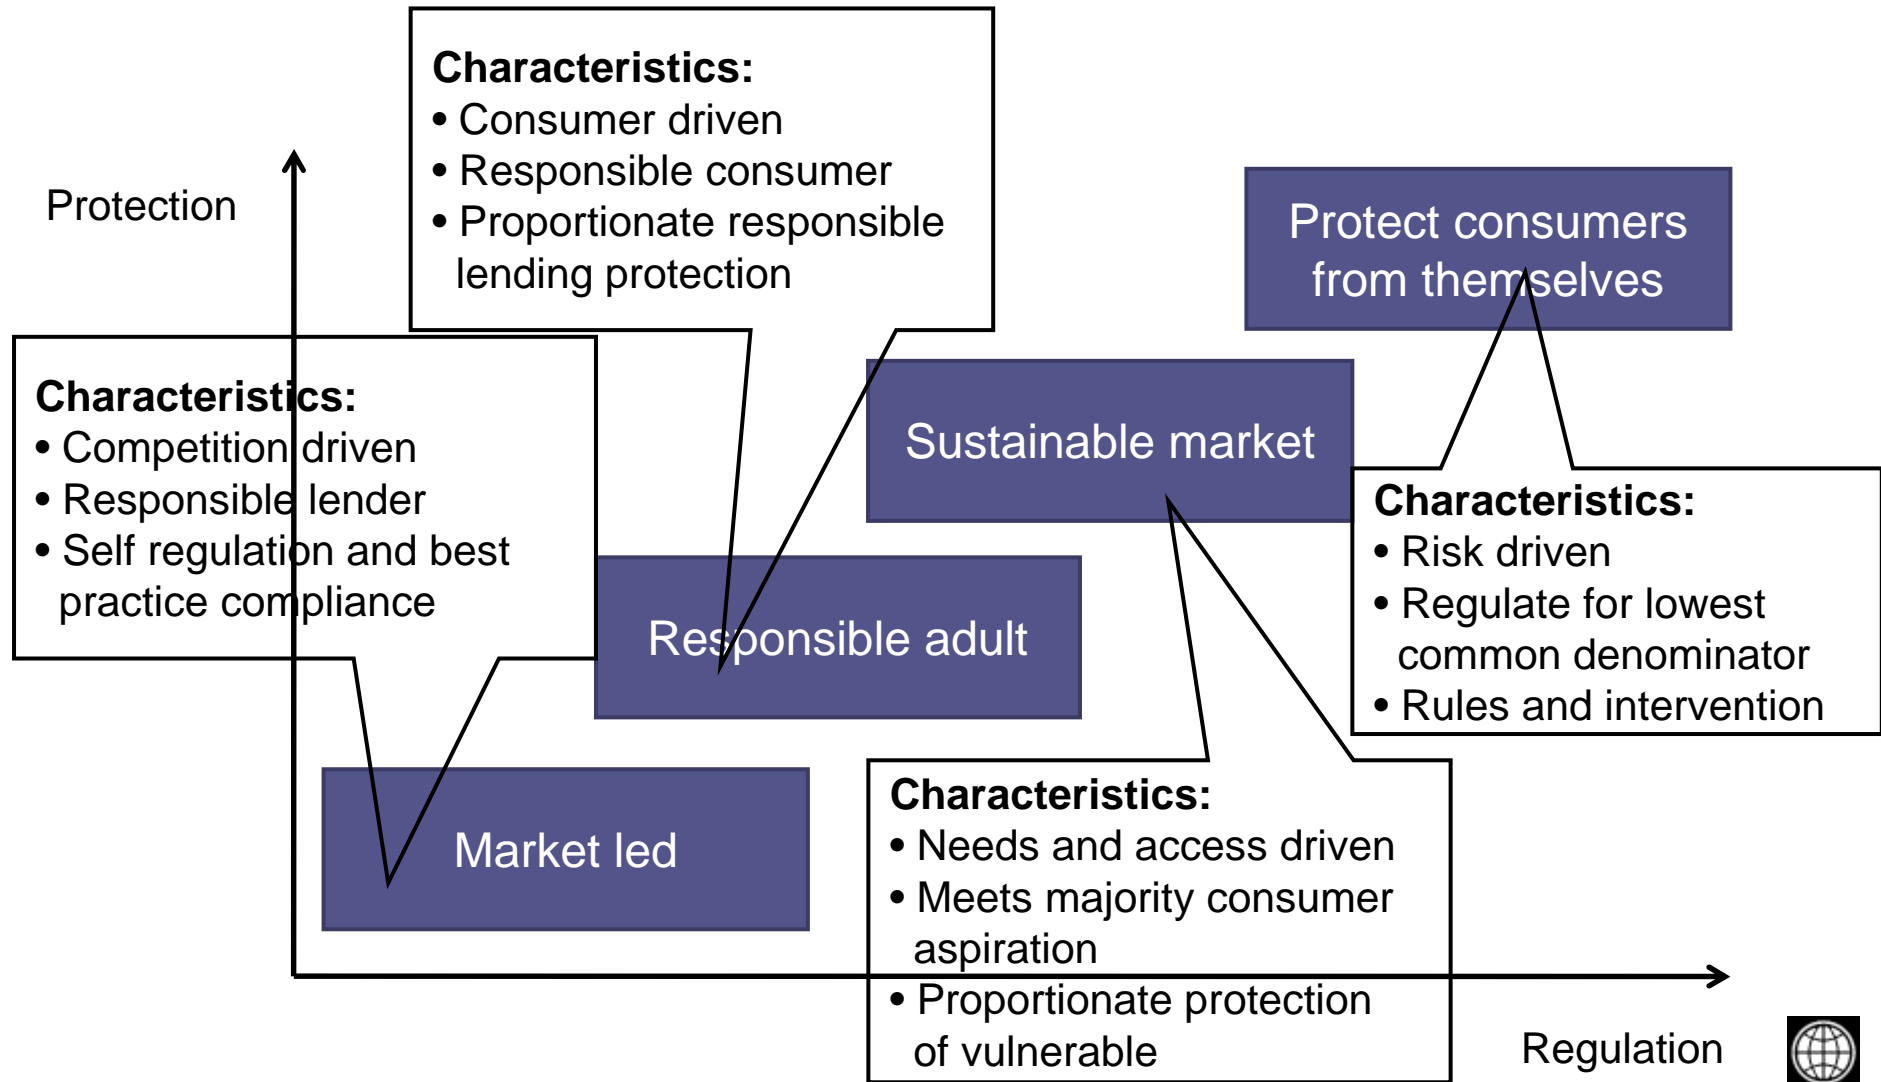 Characteristics:
• Consumer driven
• Responsible consumer
• Proportionate responsible
lending protection
Protection
Protect consumers
from themselves
Characteristics:
• Competition driven
• Responsible lender
• Self regulation and best
practice compliance
Sustainable market
Characteristics:
• Risk driven
• Regulate for lowest
common denominator
• Rules and intervention
Responsible adult
Market led
Characteristics:
• Needs and access driven
• Meets majority consumer
aspiration
• Proportionate protection
of vulnerable
Regulation